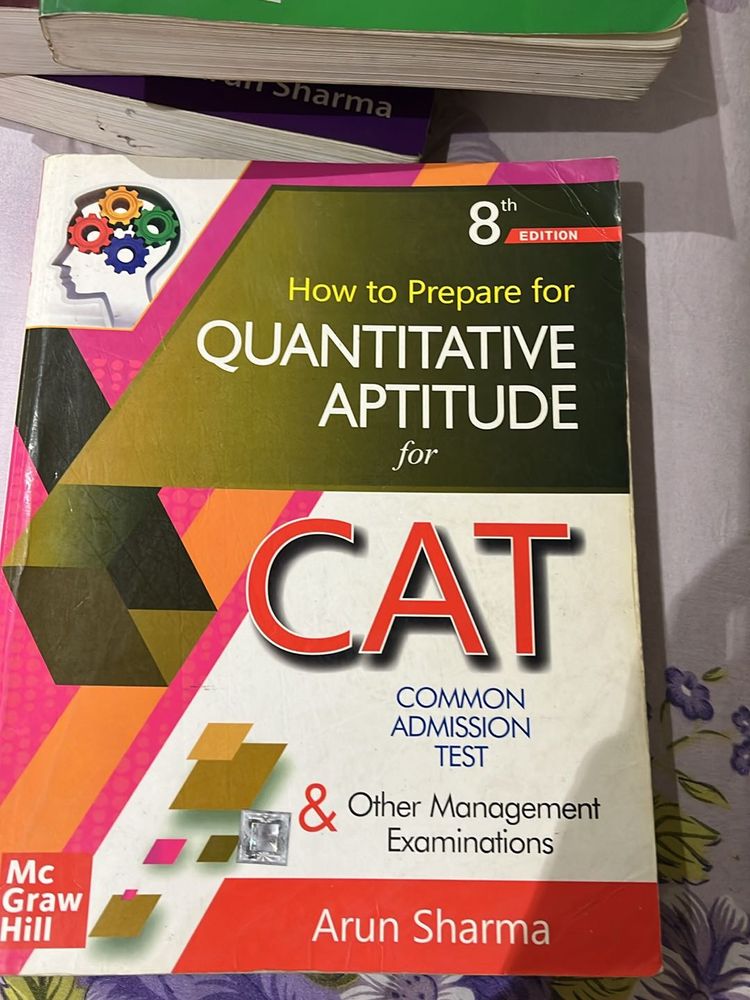 Sharma
8th
EDITION
How to Prepare for
QUANTITATIVE
APTITUDE
for
CAT
COMMON
ADMISSION
TEST
& Other Management
Examinations
Mc
Graw
Hill
Arun Sharma